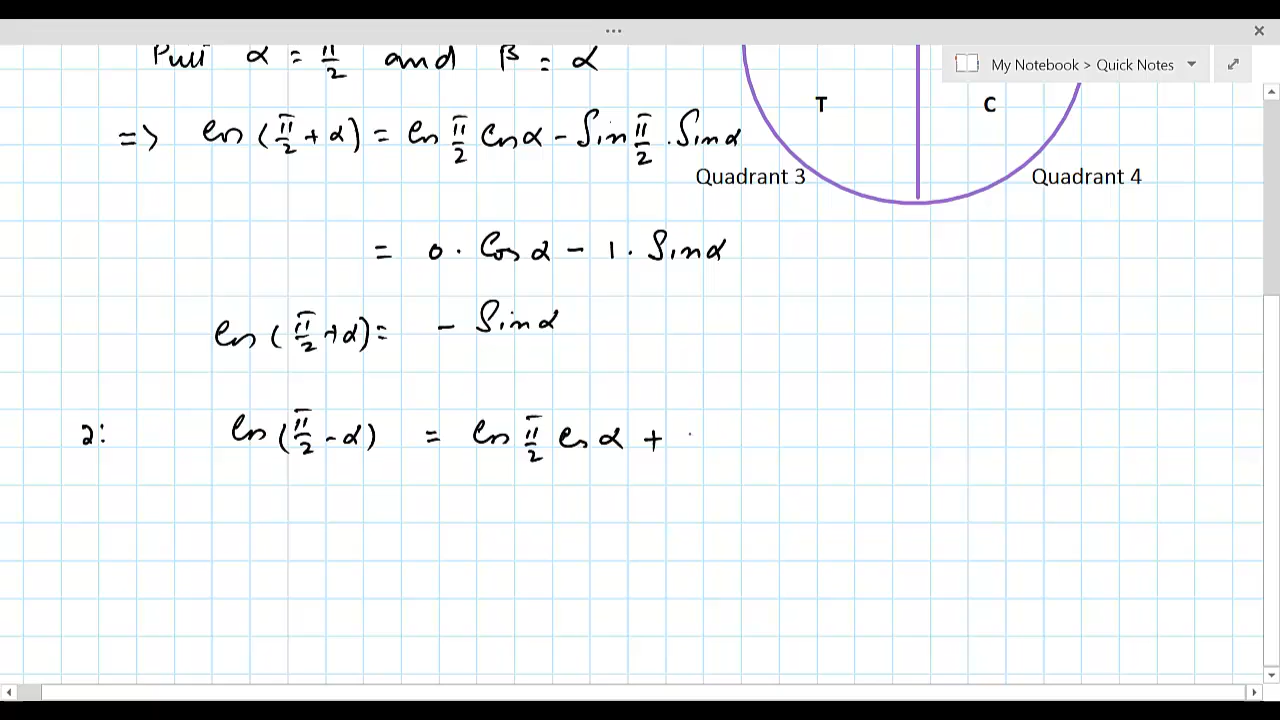 Put α = π/2 and β = α
=> Cos (π/2 + α) = Cos π/2 Cos α - Sin π/2 . Sin α
= 0 . Cos α - 1 . Sin α
Cos (π/2 + α) = - Sin α
2: Cos (π/2 - α) = Cos π/2 Cos α +
My Notebook > Quick Notes
T
C
Quadrant 3
Quadrant 4